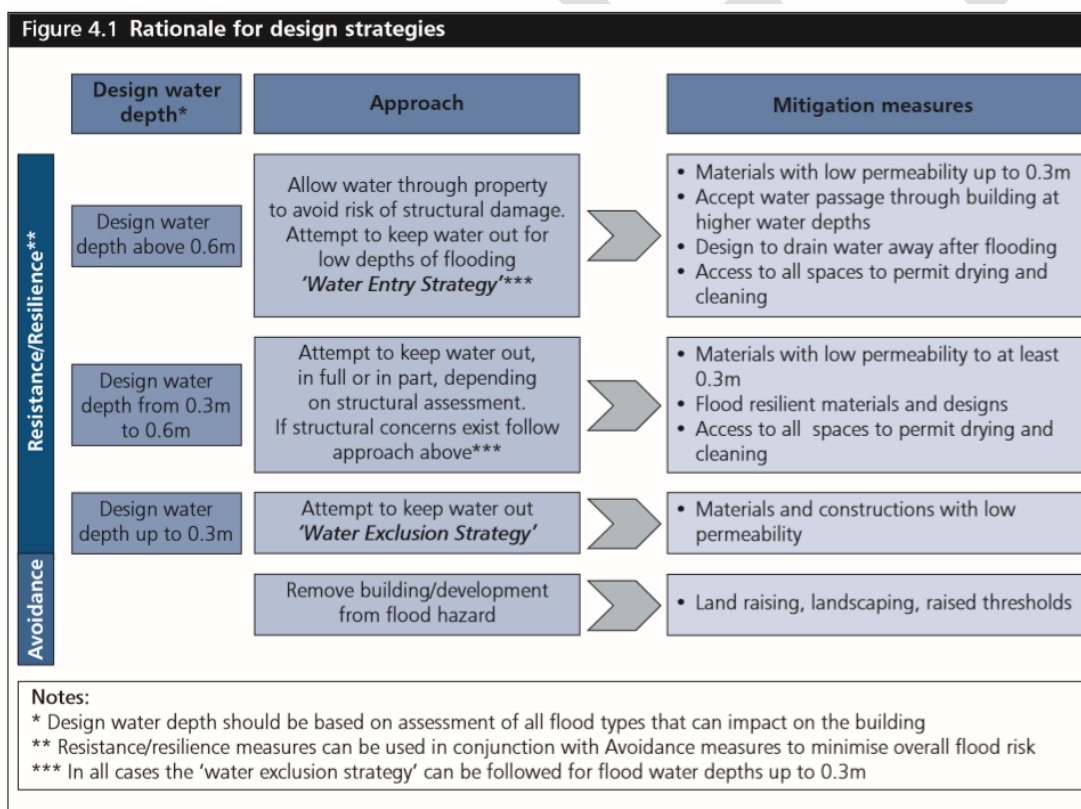 Figure 4.1 Rationale for design strategies
Design water
depth*
Approach
Mitigation measures
Resistance/Resilience**
Design water
depth above 0.6m
Allow water through property
to avoid risk of structural damage.
Attempt to keep water out for
low depths of flooding
‘Water Entry Strategy’***
• Materials with low permeability up to 0.3m
• Accept water passage through building at
higher water depths
• Design to drain water away after flooding
• Access to all spaces to permit drying and
cleaning
Design water
depth from 0.3m
to 0.6m
Attempt to keep water out,
in full or in part, depending
on structural assessment.
If structural concerns exist follow
approach above***
• Materials with low permeability to at least
0.3m
• Flood resilient materials and designs
• Access to all spaces to permit drying and
cleaning
Design water
depth up to 0.3m
Attempt to keep water out
‘Water Exclusion Strategy’
• Materials and constructions with low
permeability
Avoidance
Remove building/development
from flood hazard
• Land raising, landscaping, raised thresholds
Notes:
* Design water depth should be based on assessment of all flood types that can impact on the building
** Resistance/resilience measures can be used in conjunction with Avoidance measures to minimise overall flood risk
*** In all cases the ‘water exclusion strategy’ can be followed for flood water depths up to 0.3m